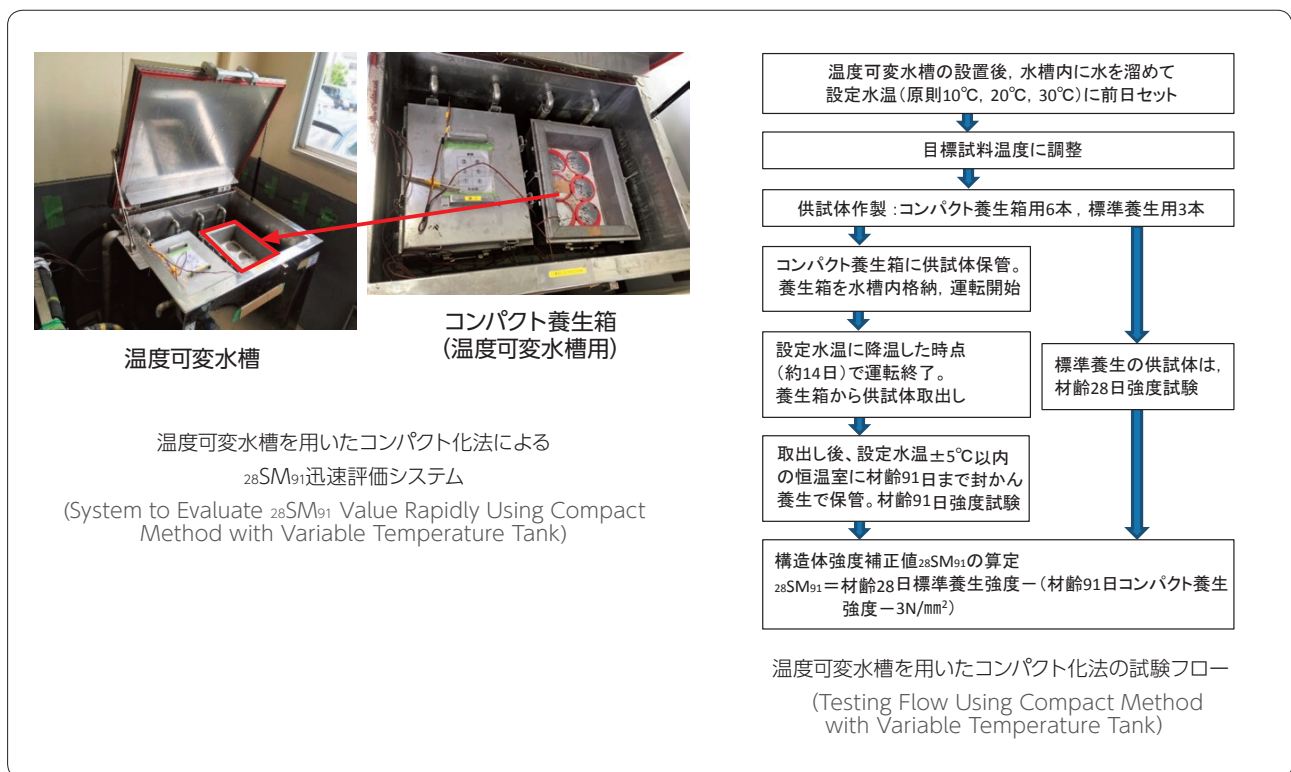 温度可変水槽
コンパクト養生箱
(温度可変水槽用)
温度可変水槽を用いたコンパクト化法による
₂₈SM₉₁迅速評価システム
(System to Evaluate ₂₈SM₉₁ Value Rapidly Using Compact
Method with Variable Temperature Tank)
温度可変水槽の設置後，水槽内に水を溜めて
設定水温(原則10℃，20℃，30℃)に前日セット
目標試料温度に調整
供試体作製：コンパクト養生箱用6本，標準養生用3本
コンパクト養生箱に供試体保管。
養生箱を水槽内格納，運転開始
設定水温に降温した時点
（約14日）で運転終了。
養生箱から供試体取出し
標準養生の供試体は，
材齢28日強度試験
取出し後、設定水温±5℃以内
の恒温室に材齢91日まで封かん
養生で保管。材齢91日強度試験
構造体強度補正値₂₈SM₉₁の算定
₂₈SM₉₁＝材齢28日標準養生強度－（材齢91日コンパクト養生
強度－3N/㎟）
温度可変水槽を用いたコンパクト化法の試験フロー
(Testing Flow Using Compact Method
with Variable Temperature Tank)